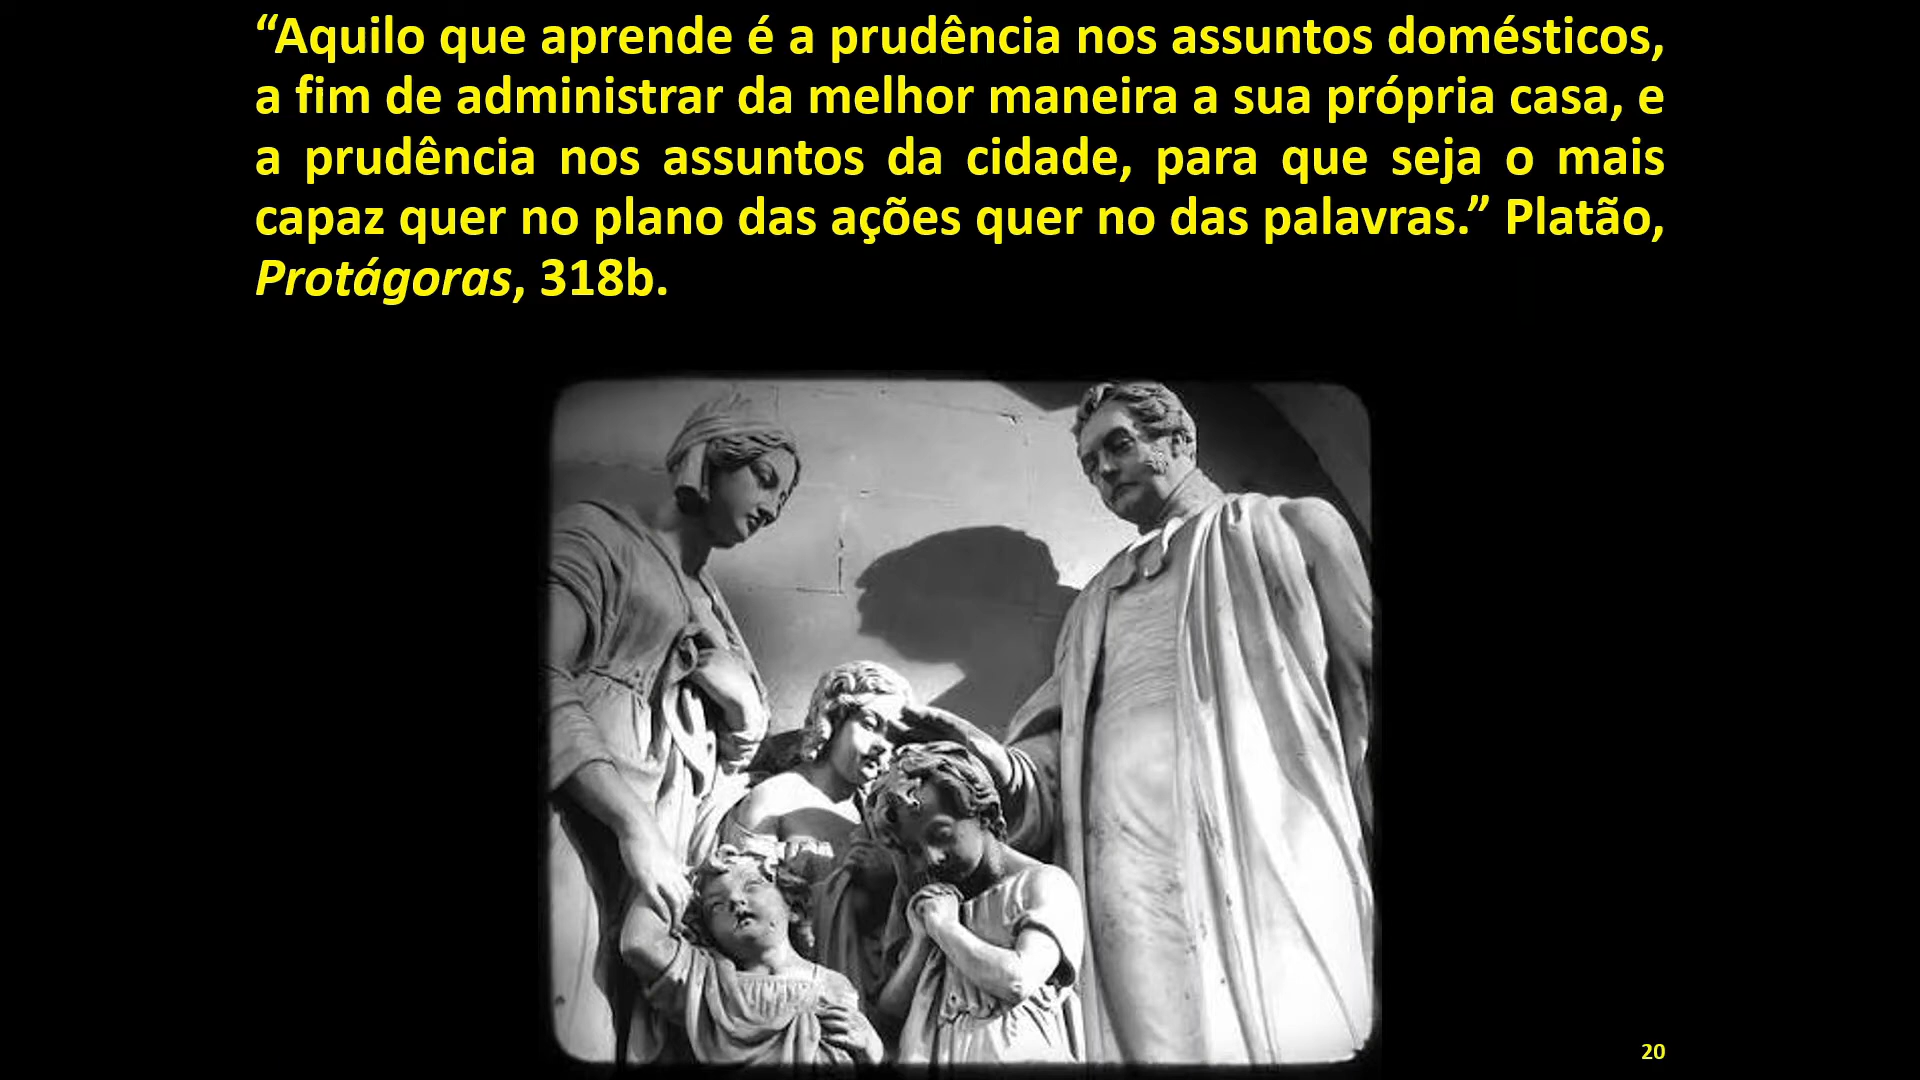 “Aquilo que aprende é a prudência nos assuntos domésticos,
a fim de administrar da melhor maneira a sua própria casa, e
a prudência nos assuntos da cidade, para que seja o mais
capaz quer no plano das ações quer no das palavras.” Platão,
Protágoras, 318b.
20